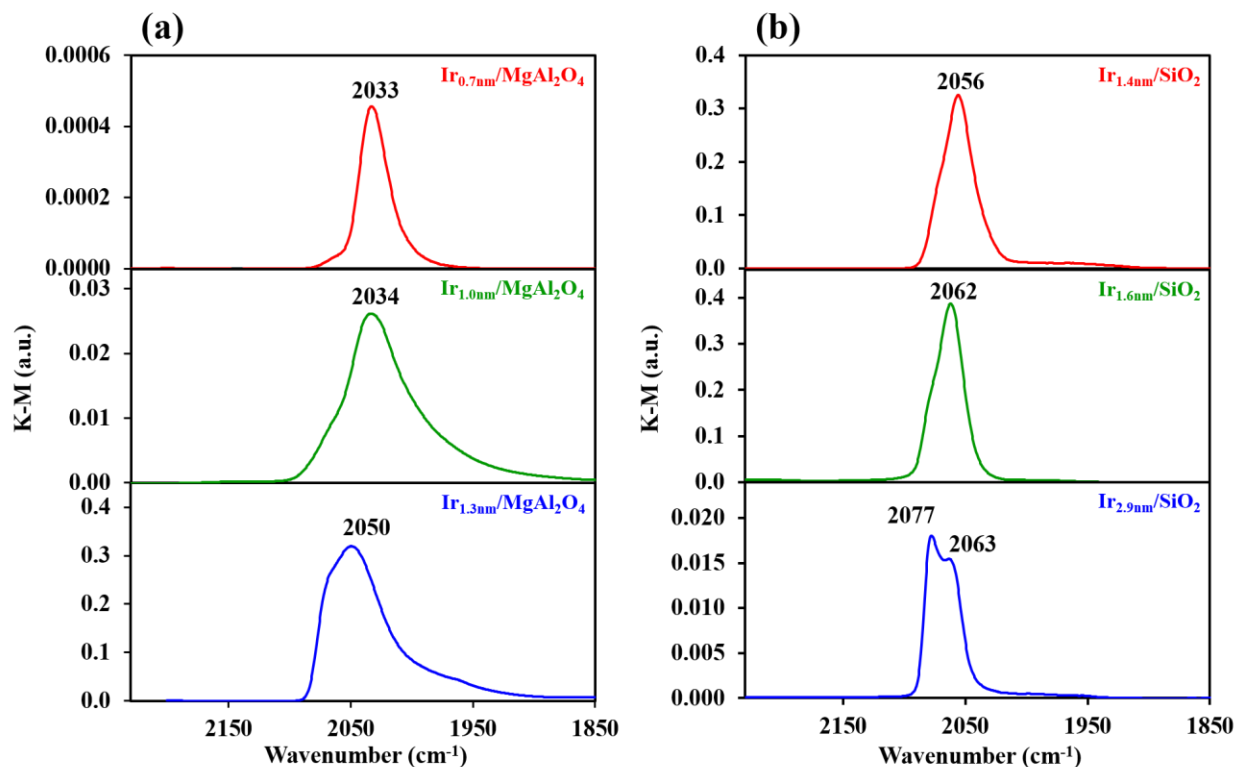 (a)
0.0006
0.0004
0.0002
0.0000
Ir0.7nm/MgAl2O4
2033
0.03
0.02
0.01
0.00
Ir1.0nm/MgAl2O4
2034
0.4
0.3
0.2
0.1
0.0
Ir1.3nm/MgAl2O4
2050
K-M (a.u.)
2150 2050 1950 1850
Wavenumber (cm-1)
(b)
0.4
0.3
0.2
0.1
0.0
Ir1.4nm/SiO2
2056
0.4
0.3
0.2
0.1
0.0
Ir1.6nm/SiO2
2062
0.020
0.015
0.010
0.005
0.000
Ir2.9nm/SiO2
2077
2063
K-M (a.u.)
2150 2050 1950 1850
Wavenumber (cm-1)